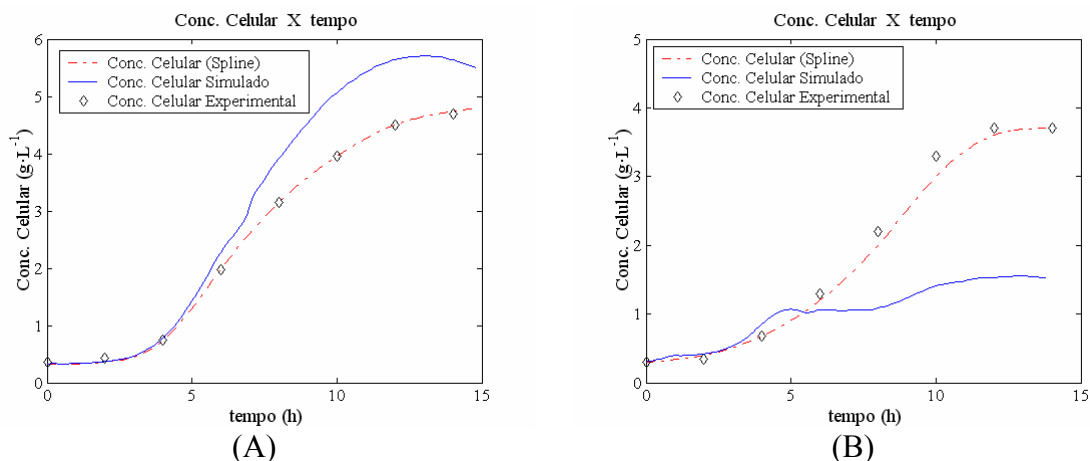 Conc. Celular X tempo
6
5
4
3
2
1
0
Conc. Celular (g·L⁻¹)
Conc. Celular (Spline)
Conc. Celular Simulado
Conc. Celular Experimental
0
5
10
15
tempo (h)
(A)
Conc. Celular X tempo
5
4
3
2
1
0
Conc. Celular (g·L⁻¹)
Conc. Celular (Spline)
Conc. Celular Simulado
Conc. Celular Experimental
0
5
10
15
tempo (h)
(B)